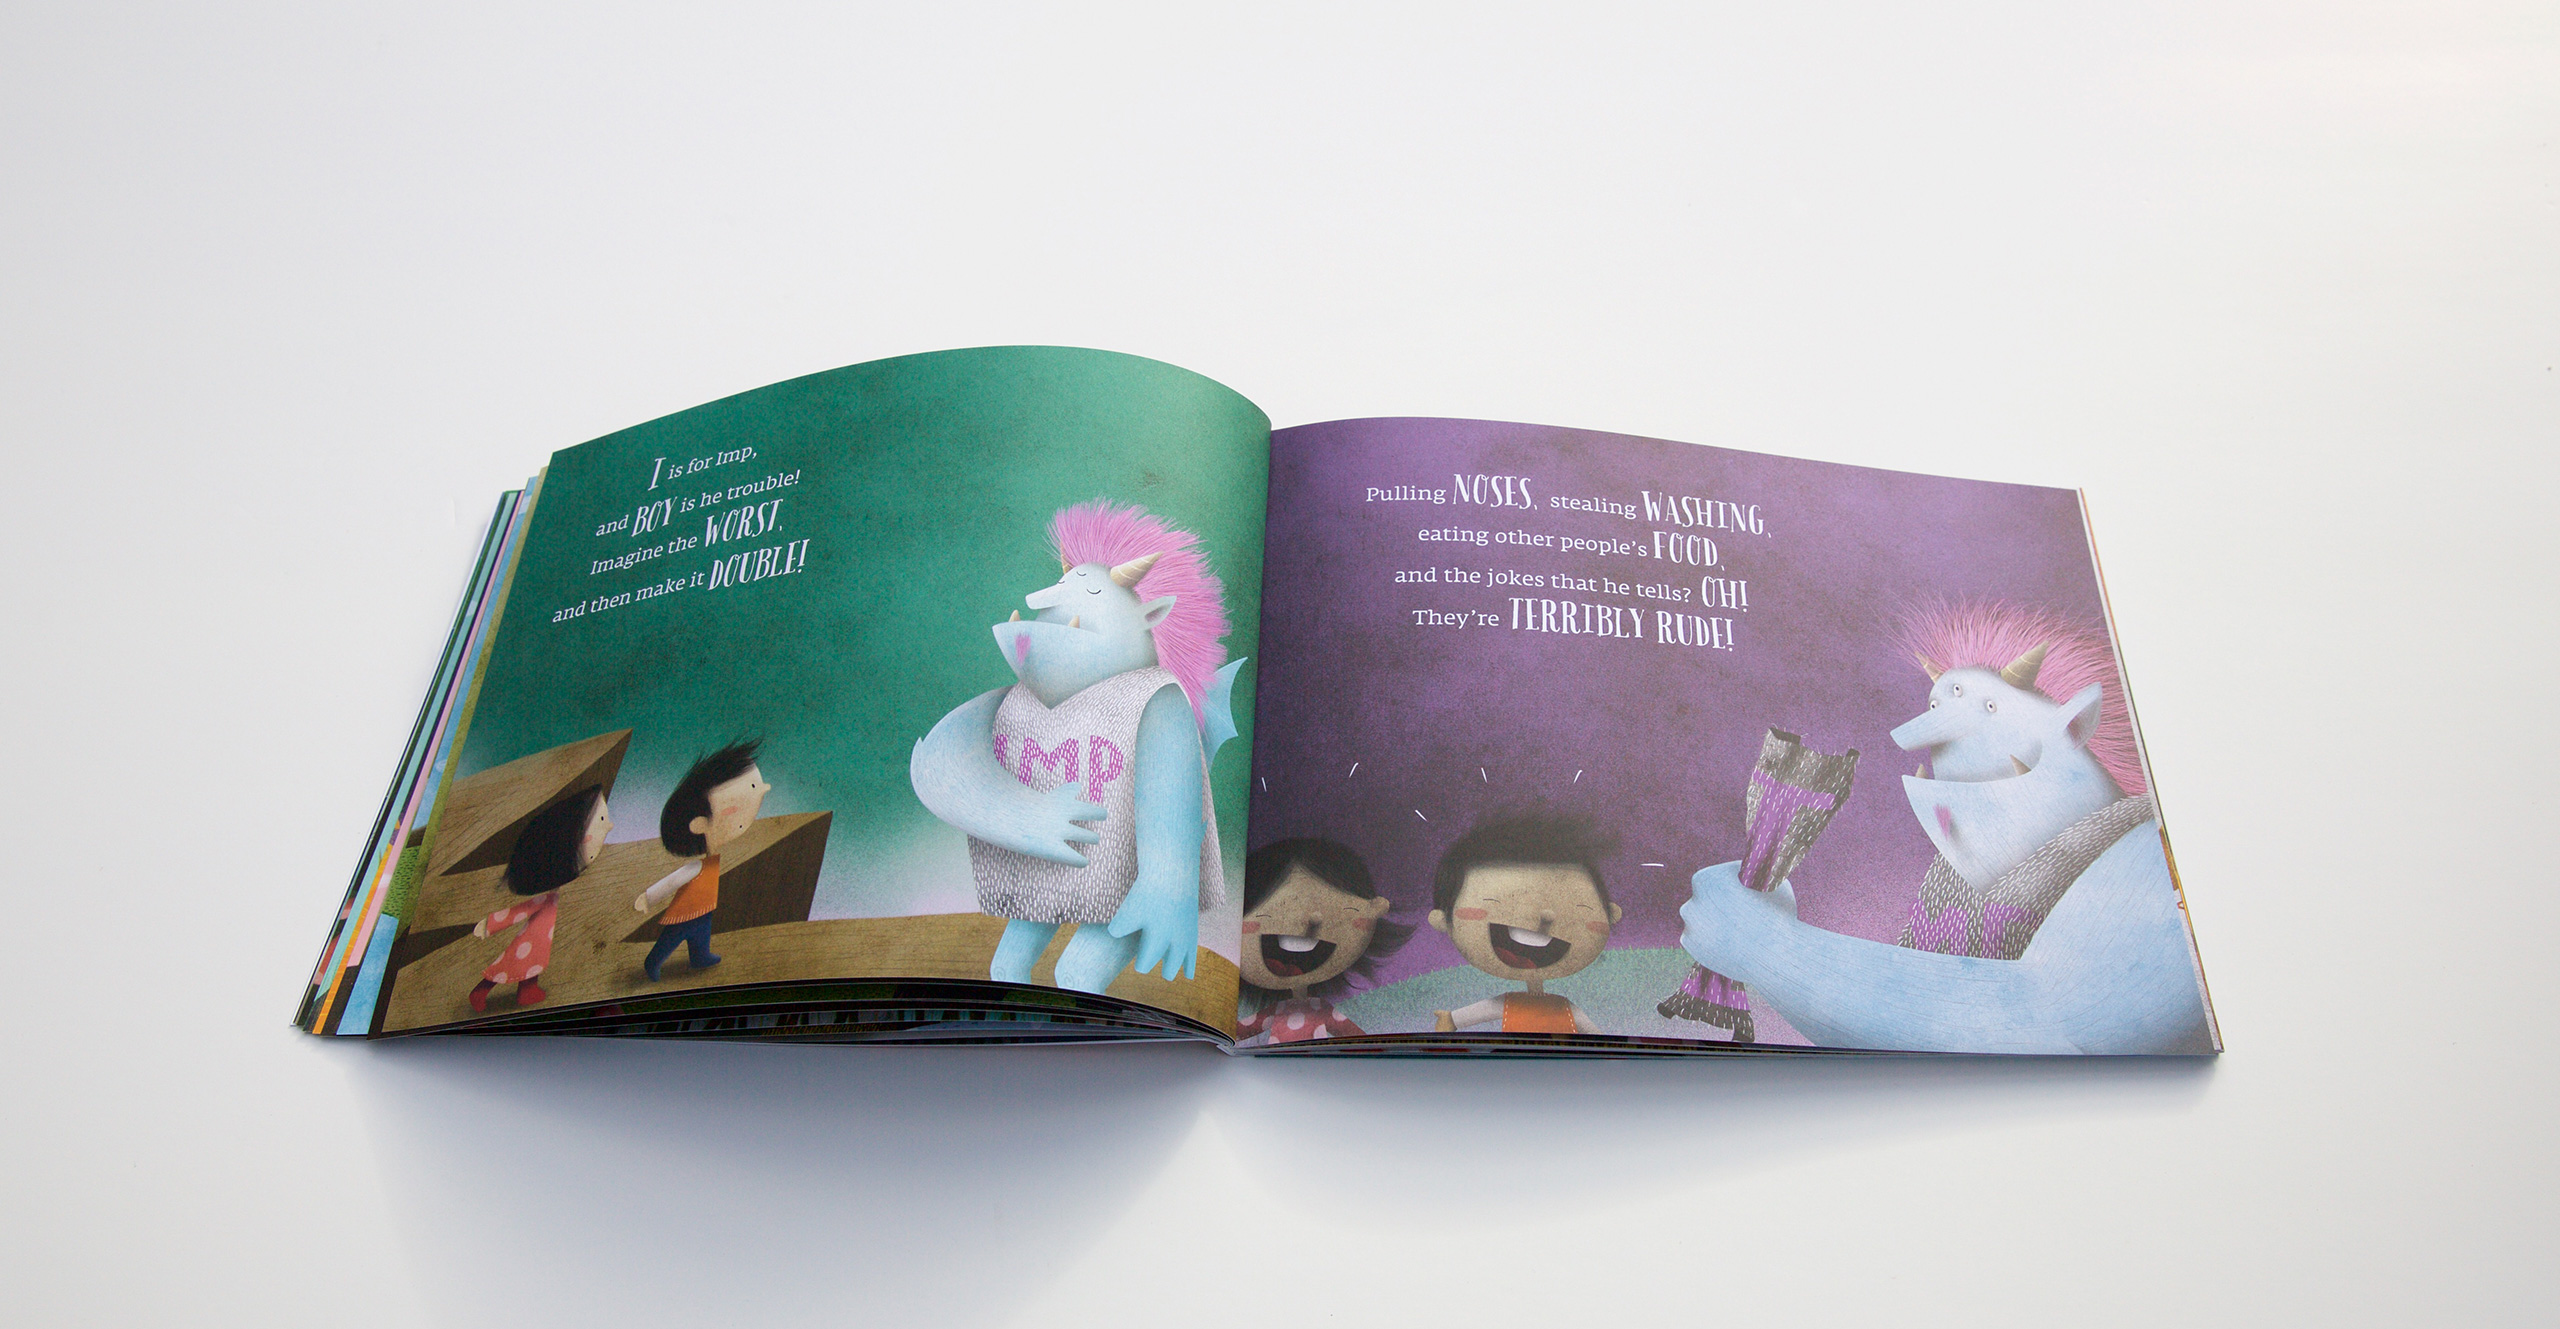 I is for Imp,
and BOY is he trouble!
Imagine the WORST,
and then make it DOUBLE!
IMP
Pulling NOSES, stealing WASHING,
eating other people's FOOD,
and the jokes that he tells? OH!
They're TERRIBLY RUDE!